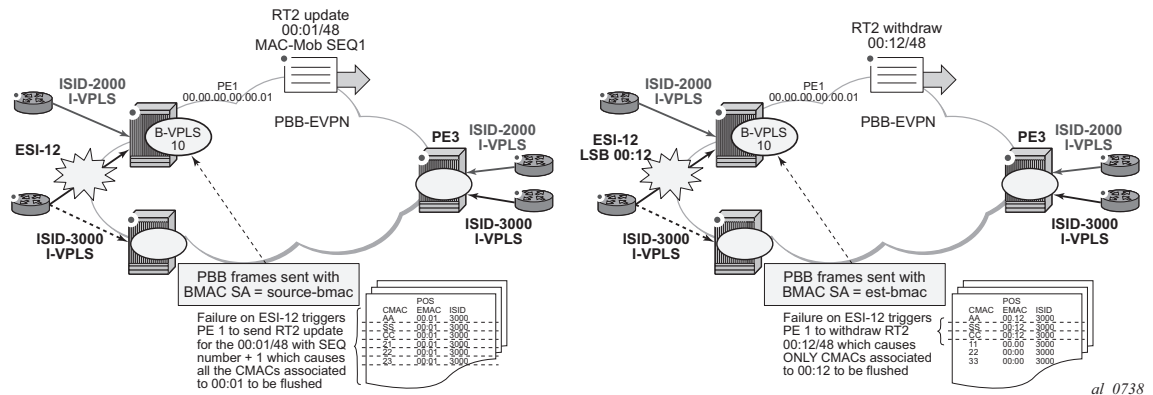 RT2 update
00:01/48
MAC-Mob SEQ1
ISID-2000
I-VPLS
PE1
00.00.00.00:00.01
B-VPLS
10
PBB-EVPN
ESI-12
PE3
ISID-2000
I-VPLS
ISID-3000
I-VPLS
ISID-3000
I-VPLS
PBB frames sent with
BMAC SA = source-bmac
Failure on ESI-12 triggers
PE 1 to send RT2 update
for the 00:01/48 with SEQ
number + 1 which causes
all the CMACs associated
to 00:01 to be flushed
POS
CMAC EMAC ISID
AA 00.01 3000
SS 00:01 3000
CC 00:01 3000
21 00:01 3000
22 00:01 3000
23 00:01 3000
RT2 withdraw
00:12/48
ISID-2000
I-VPLS
PE1
00.00.00.00:00.01
B-VPLS
10
PBB-EVPN
ESI-12
LSB 00:12
PE3
ISID-2000
I-VPLS
ISID-3000
I-VPLS
ISID-3000
I-VPLS
PBB frames sent with
BMAC SA = est-bmac
Failure on ESI-12 triggers
PE 1 to withdraw RT2
00:12/48 which causes
ONLY CMACs associated
to 00:12 to be flushed
POS
CMAC EMAC ISID
AA 00.12 3000
SS 00:12 3000
CC 00:12 3000
11 00.00 3000
22 00:00 3000
33 00:00 3000
al_0738